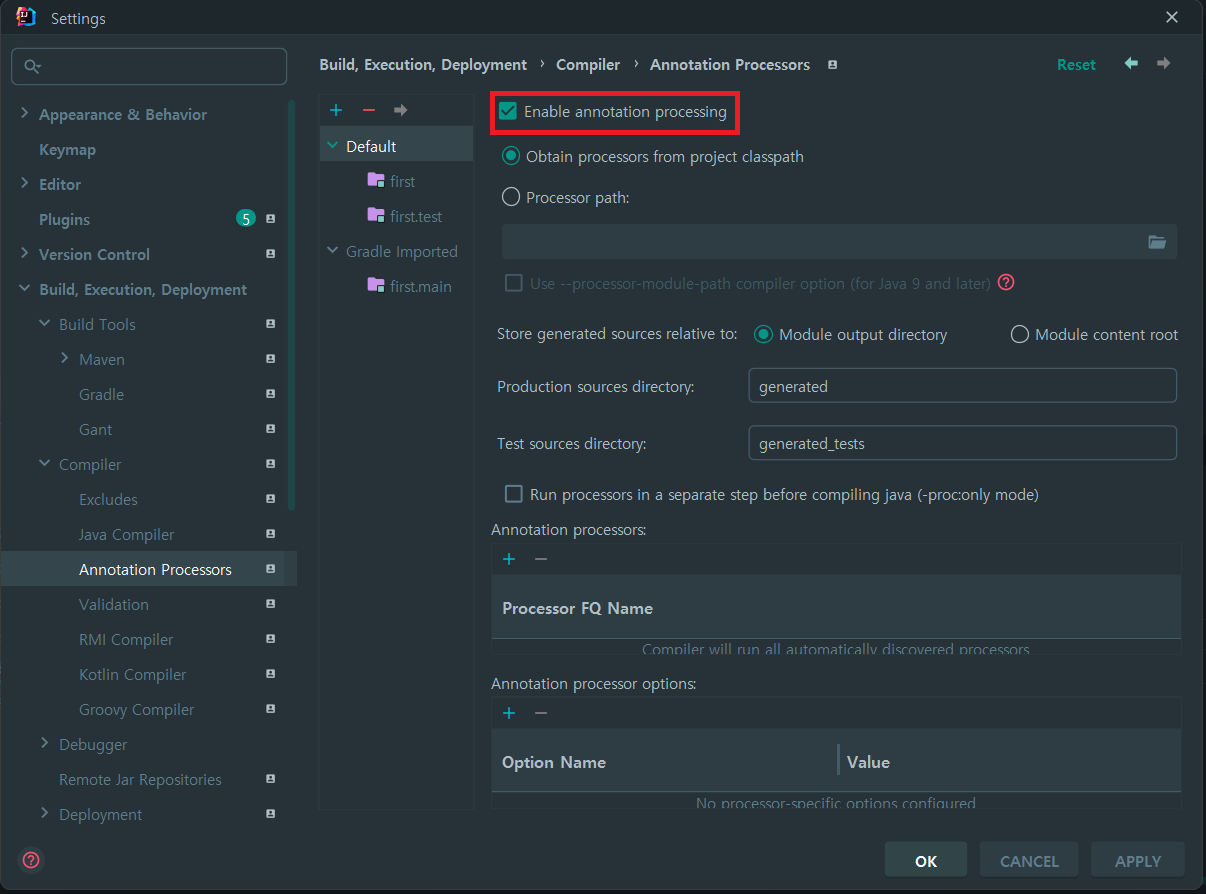 Settings
Build, Execution, Deployment › Compiler › Annotation Processors
Reset
Appearance & Behavior
Keymap
Editor
Plugins 5
Version Control
Build, Execution, Deployment
Build Tools
Maven
Gradle
Gant
Compiler
Excludes
Java Compiler
Annotation Processors
Validation
RMI Compiler
Kotlin Compiler
Groovy Compiler
Debugger
Remote Jar Repositories
Deployment
Default
first
first.test
Gradle Imported
first.main
Enable annotation processing
Obtain processors from project classpath
Processor path:
Use --processor-module-path compiler option (for Java 9 and later)
Store generated sources relative to: Module output directory Module content root
Production sources directory: generated
Test sources directory: generated_tests
Run processors in a separate step before compiling java (-proc:only mode)
Annotation processors:
Processor FQ Name
Compiler will run all automatically discovered processors
Annotation processor options:
Option Name Value
No processor-specific options configured
OK CANCEL APPLY